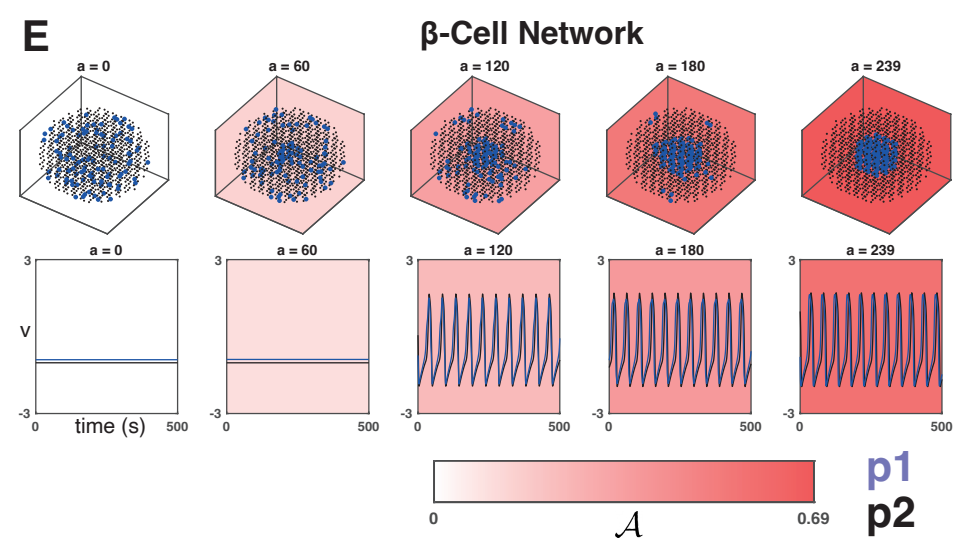 E
β-Cell Network
a = 0 a = 60 a = 120 a = 180 a = 239
a = 0 a = 60 a = 120 a = 180 a = 239
3 3 3 3 3
v
-3 -3 -3 -3 -3
0 time (s) 500 0 500 0 500 0 500 0 500
p1
0 𝒜 0.69
p2